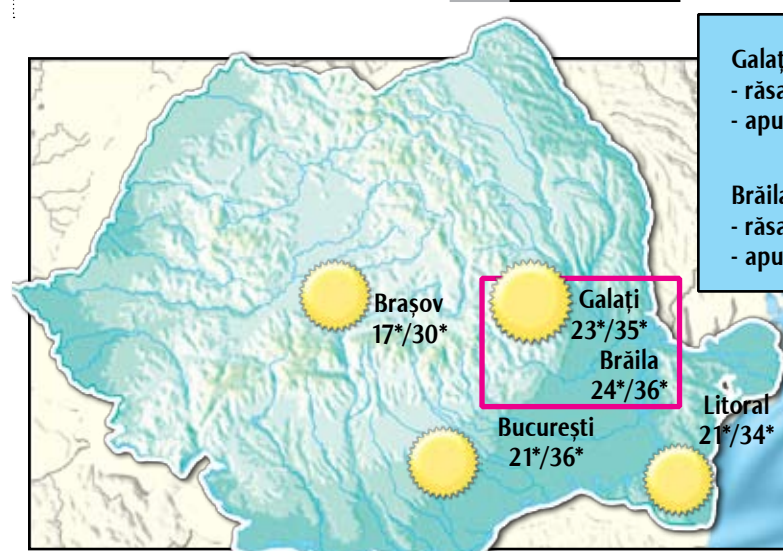 Galaț
- răsa
- apu
Brăila
- răsa
- apu
Brașov
17*/30*
Galați
23*/35*
Brăila
24*/36*
București
21*/36*
Litoral
21*/34*